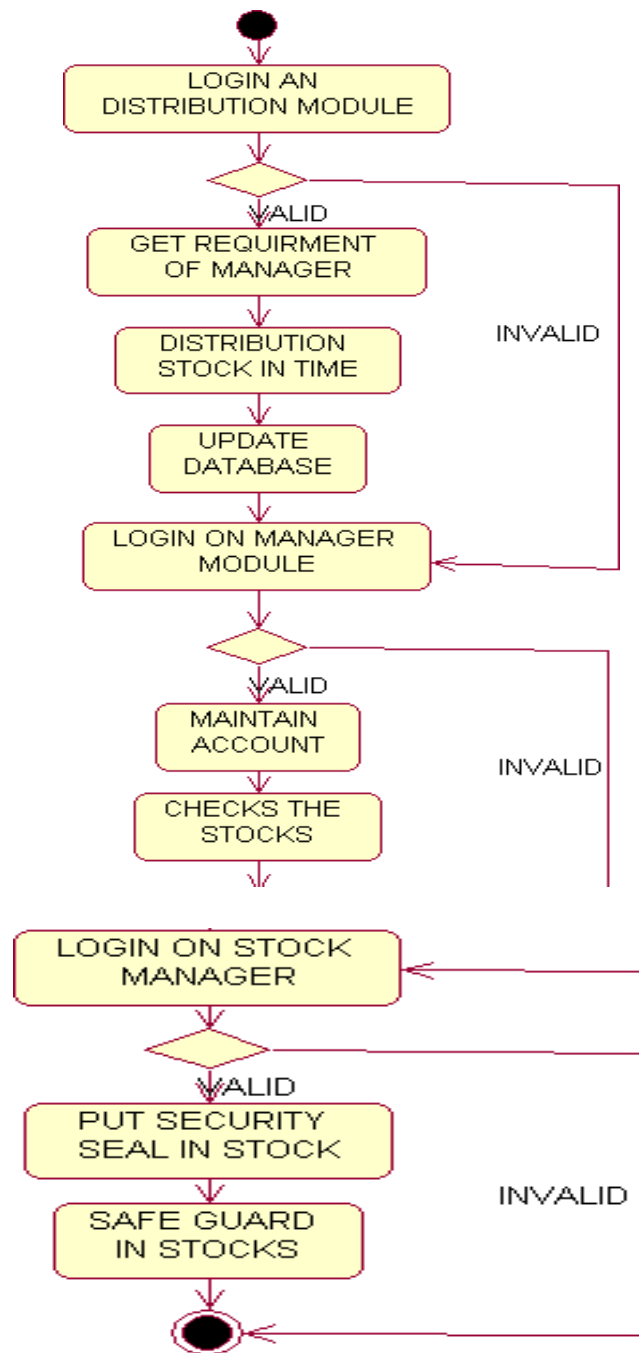 LOGIN AN
DISTRIBUTION MODULE
VALID
GET REQUIRMENT
OF MANAGER
DISTRIBUTION
STOCK IN TIME
INVALID
UPDATE
DATABASE
LOGIN ON MANAGER
MODULE
VALID
MAINTAIN
ACCOUNT
INVALID
CHECKS THE
STOCKS
LOGIN ON STOCK
MANAGER
VALID
PUT SECURITY
SEAL IN STOCK
INVALID
SAFE GUARD
IN STOCKS